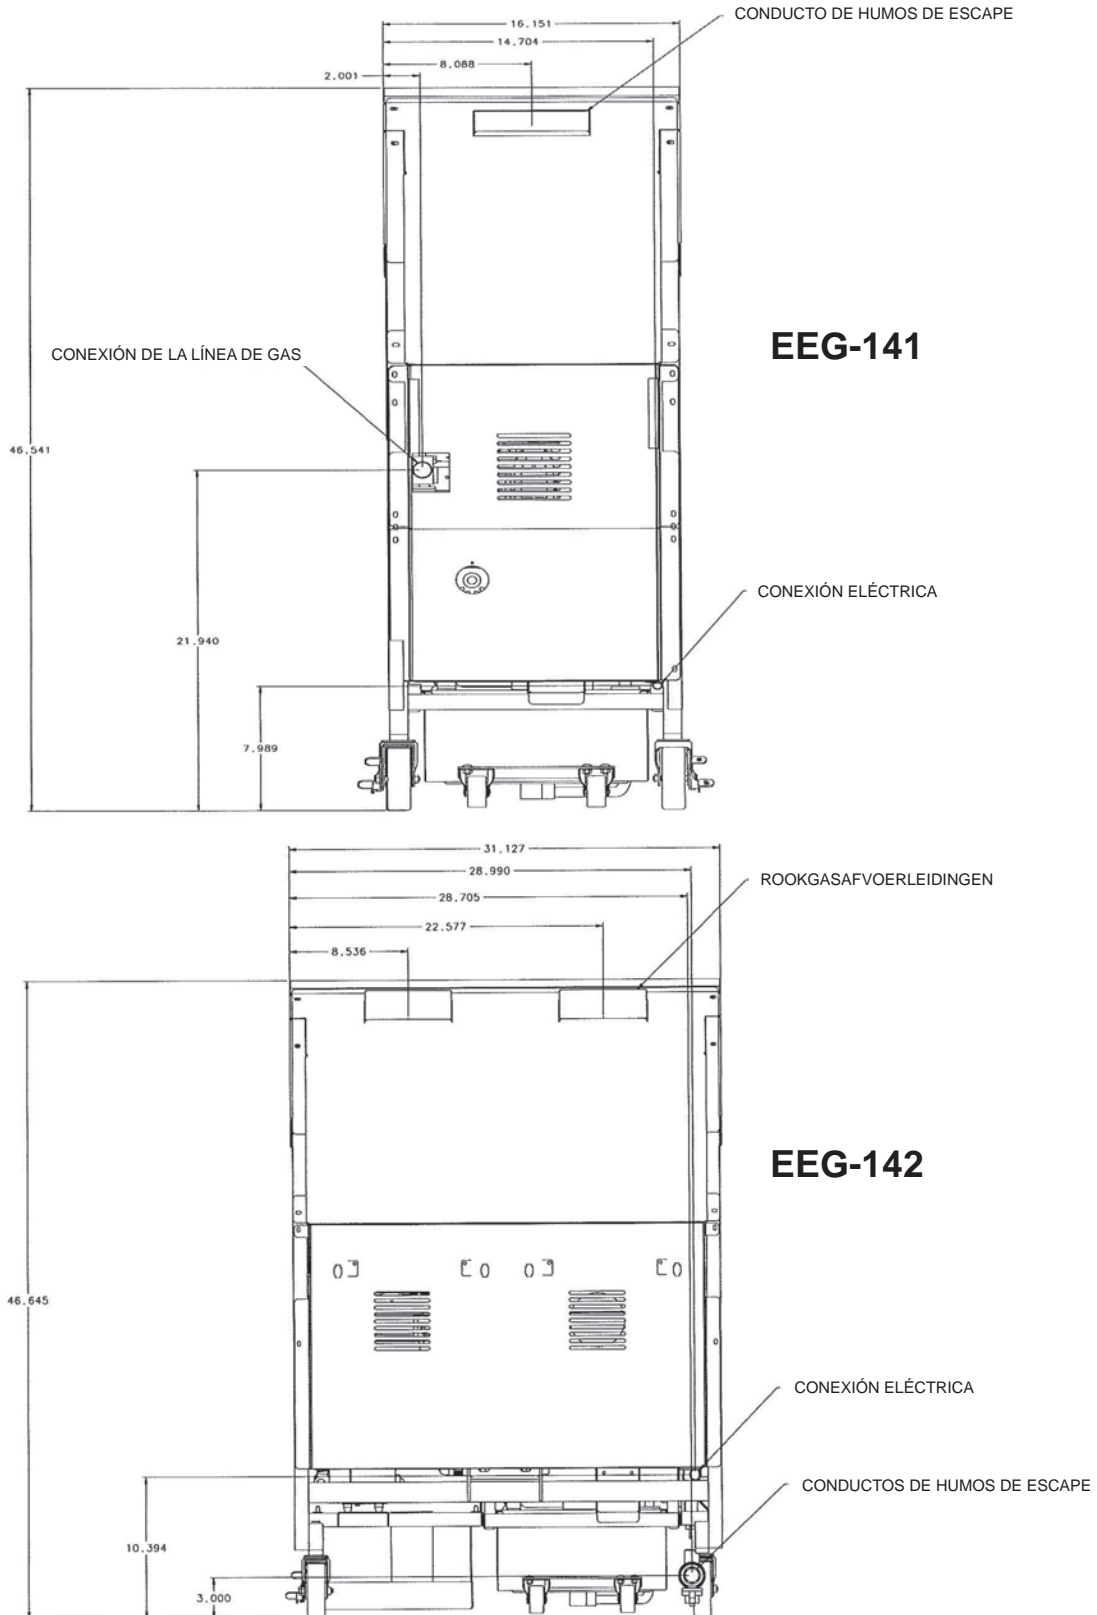 16.151
CONDUCTO DE HUMOS DE ESCAPE
14.704
8.088
2.001
EEG-141
CONEXIÓN DE LA LÍNEA DE GAS
46.541
CONEXIÓN ELÉCTRICA
21.940
7.989
31.127
28.990
ROOKGASAFVOERLEIDINGEN
28.705
22.577
8.536
EEG-142
46.645
CONEXIÓN ELÉCTRICA
CONDUCTOS DE HUMOS DE ESCAPE
10.394
3.000